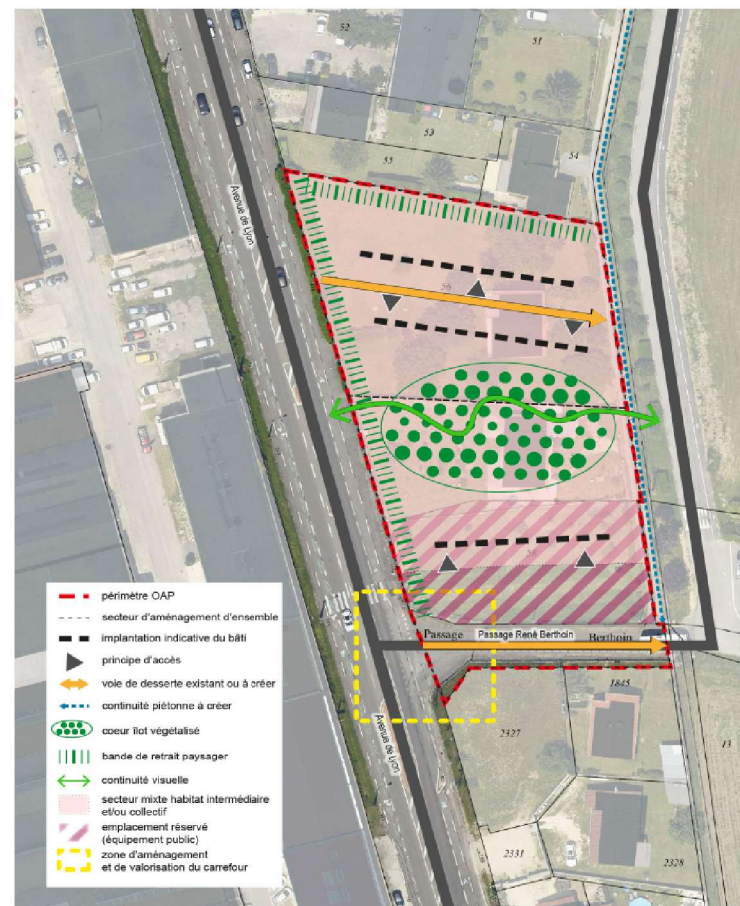 52
51
53
55
54
Avenue de Lyon
56
58
Passage Passage René Berthoin Berthoin
Avenue de Lyon
1845
2327
13
2331
2328
périmètre OAP
secteur d'aménagement d'ensemble
implantation indicative du bâti
principe d'accès
voie de desserte existant ou à créer
continuité piétonne à créer
coeur îlot végétalisé
bande de retrait paysager
continuité visuelle
secteur mixte habitat intermédiaire
et/ou collectif
emplacement réservé
(équipement public)
zone d'aménagement
et de valorisation du carrefour